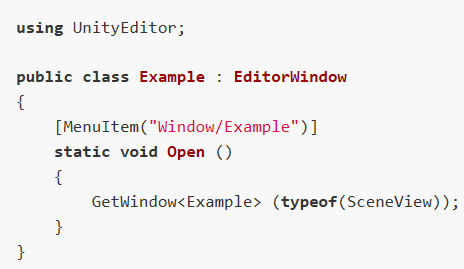 using UnityEditor;
public class Example : EditorWindow
{
    [MenuItem("Window/Example")]
    static void Open ()
    {
        GetWindow<Example> (typeof(SceneView));
    }
}